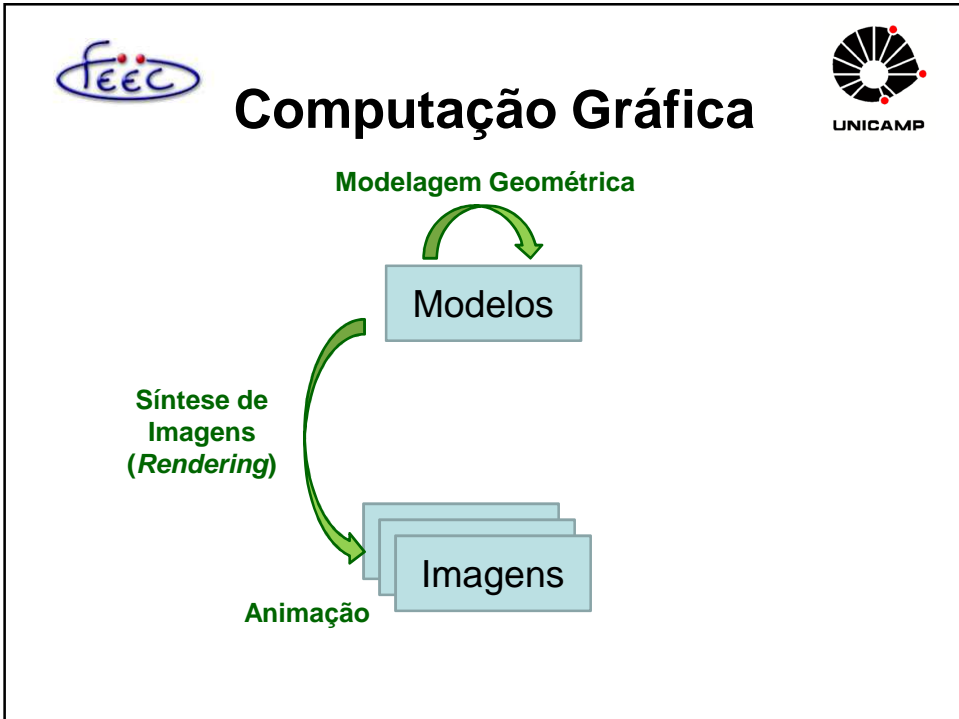 FEEC
Computação Gráfica
UNICAMP
Modelagem Geométrica
Modelos
Síntese de
Imagens
(Rendering)
Imagens
Animação